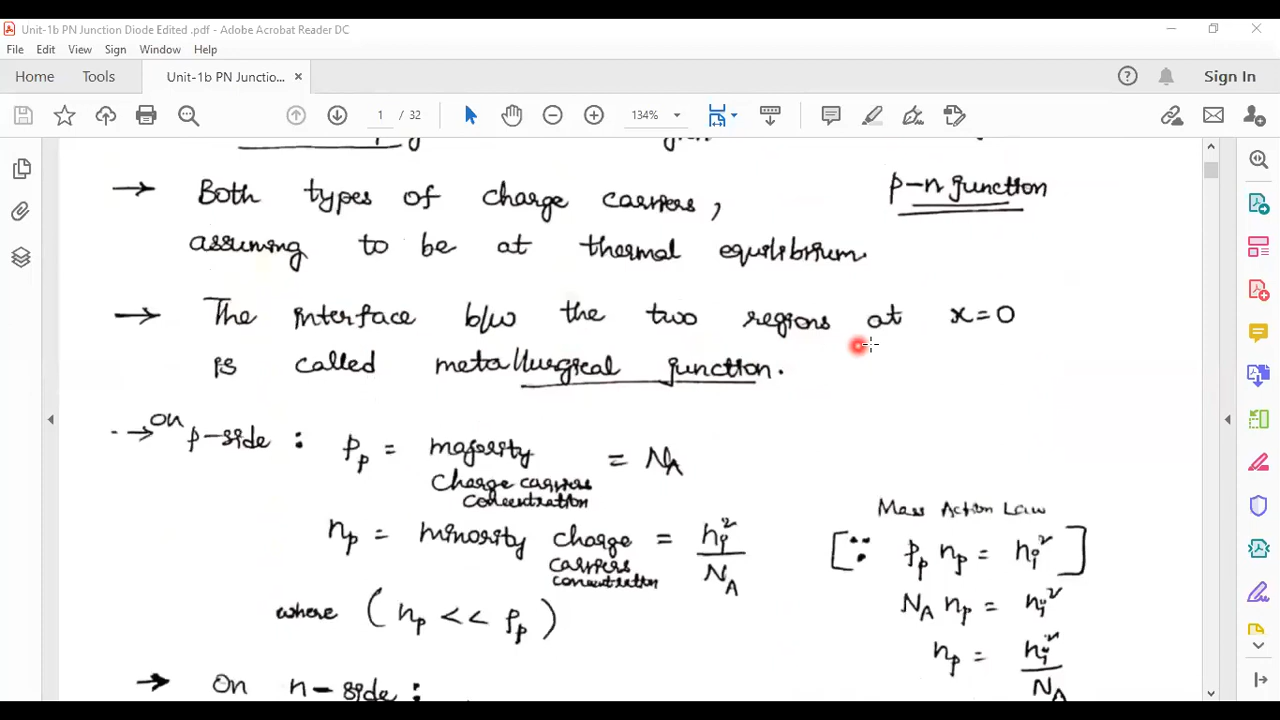 Unit-1b PN Junction Diode Edited .pdf - Adobe Acrobat Reader DC
File Edit View Sign Window Help
Home Tools Unit-1b PN Junctio... × Sign In
1 / 32 134%
p-n junction
→ Both types of charge carriers,
assuming to be at thermal equilibrium.
→ The interface b/w the two regions at x=0
is called metallurgical junction.
→ On p-side : Pp = majority charge carriers concentration = NA
np = minority charge carriers concentration = ni² / NA
where (np << Pp)
Mass Action Law
[∵ Pp np = ni²]
NA np = ni²
np = ni² / NA
→ On n-side :